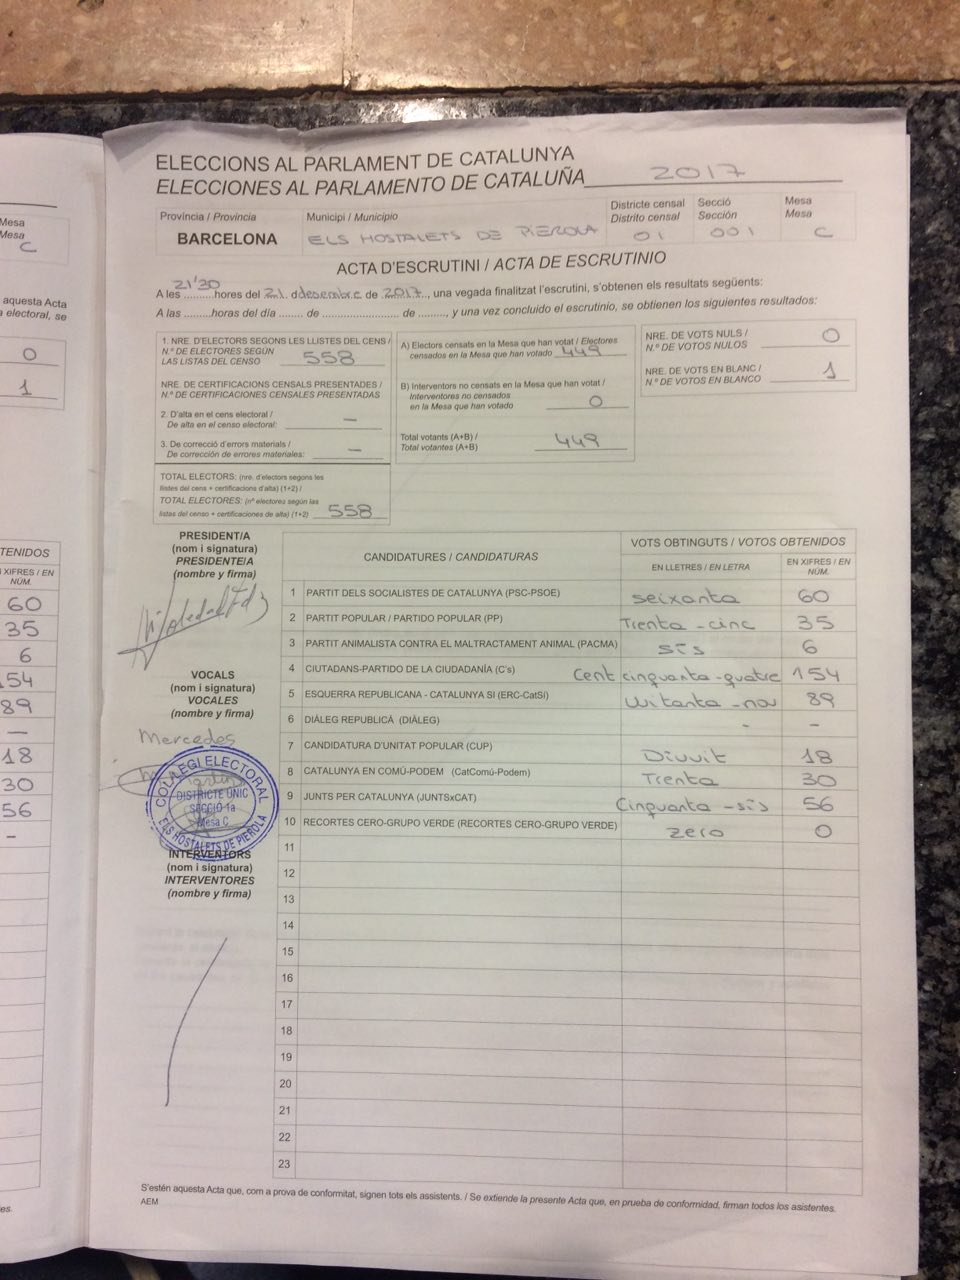 Mesa
Mesa
C
aquesta Acta
a electoral, se
0
1
TENIDOS
XIFRES / EN
NÚM.
60
35
6
154
89
—
18
30
56
-
es.
ELECCIONS AL PARLAMENT DE CATALUNYA
ELECCIONES AL PARLAMENTO DE CATALUÑA 2017
Província / Provincia
BARCELONA
Municipi / Municipio
ELS HOSTALETS DE PIEROLA
Districte censal
Distrito censal
01
Secció
Sección
001
Mesa
Mesa
C
ACTA D'ESCRUTINI / ACTA DE ESCRUTINIO
A les 21'30 hores del 21 d desembre de 2017, una vegada finalitzat l'escrutini, s'obtenen els resultats següents:
A las .........horas del día ....... de ........................ de ........, y una vez concluido el escrutinio, se obtienen los siguientes resultados:
1. NRE. D'ELECTORS SEGONS LES LLISTES DEL CENS /
N.º DE ELECTORES SEGÚN
LAS LISTAS DEL CENSO 558
NRE. DE CERTIFICACIONS CENSALS PRESENTADES /
N.º DE CERTIFICACIONES CENSALES PRESENTADAS
2. D'alta en el cens electoral /
De alta en el censo electoral: —
3. De correcció d'errors materials /
De corrección de errores materiales: —
TOTAL ELECTORS: (nre. d'electors segons les
llistes del cens + certificacions d'alta) (1+2) /
TOTAL ELECTORES: (nº electores según las
listas del censo + certificaciones de alta) (1+2) 558
A) Electors censats en la Mesa que han votat / Electores
censados en la Mesa que han votado 449
B) Interventors no censats en la Mesa que han votat /
Interventores no censados
en la Mesa que han votado 0
Total votants (A+B) /
Total votantes (A+B) 449
NRE. DE VOTS NULS /
N.º DE VOTOS NULOS 0
NRE. DE VOTS EN BLANC /
N.º DE VOTOS EN BLANCO 1
PRESIDENT/A
(nom i signatura)
PRESIDENTE/A
(nombre y firma)
VOCALS
(nom i signatura)
VOCALES
(nombre y firma)
Mercedes
COL·LEGI ELECTORAL
DISTRICTE ÚNIC
SECCIÓ 1a
Mesa C
ELS HOSTALETS DE PIEROLA
INTERVENTORS
(nom i signatura)
INTERVENTORES
(nombre y firma)
CANDIDATURES / CANDIDATURAS
VOTS OBTINGUTS / VOTOS OBTENIDOS
EN LLETRES / EN LETRA
EN XIFRES / EN
NÚM.
1 PARTIT DELS SOCIALISTES DE CATALUNYA (PSC-PSOE) seixanta 60
2 PARTIT POPULAR / PARTIDO POPULAR (PP) Trenta-cinc 35
3 PARTIT ANIMALISTA CONTRA EL MALTRACTAMENT ANIMAL (PACMA) sis 6
4 CIUTADANS-PARTIDO DE LA CIUDADANÍA (C's) Cent cinquanta-quatre 154
5 ESQUERRA REPUBLICANA - CATALUNYA SI (ERC-CatSí) Uuitanta-nou 89
6 DIÀLEG REPUBLICÀ (DIÀLEG) - -
7 CANDIDATURA D'UNITAT POPULAR (CUP) Divuit 18
8 CATALUNYA EN COMÚ-PODEM (CatComú-Podem) Trenta 30
9 JUNTS PER CATALUNYA (JUNTSxCAT) Cinquanta-sis 56
10 RECORTES CERO-GRUPO VERDE (RECORTES CERO-GRUPO VERDE) zero 0
11
12
13
14
15
16
17
18
19
20
21
22
23
S'estén aquesta Acta que, com a prova de conformitat, signen tots els assistents. / Se extiende la presente Acta que, en prueba de conformidad, firman todos los asistentes.
AEM